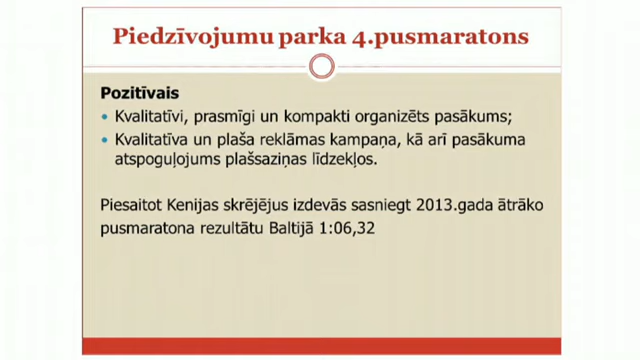 Piedzīvojumu parka 4.pusmaratons
Pozitīvais
• Kvalitatīvi, prasmīgi un kompakti organizēts pasākums;
• Kvalitatīva un plaša reklāmas kampaņa, kā arī pasākuma
atspoguļojums plašsaziņas līdzekļos.
Piesaitot Kenijas skrējējus izdevās sasniegt 2013.gada ātrāko
pusmaratona rezultātu Baltijā 1:06,32